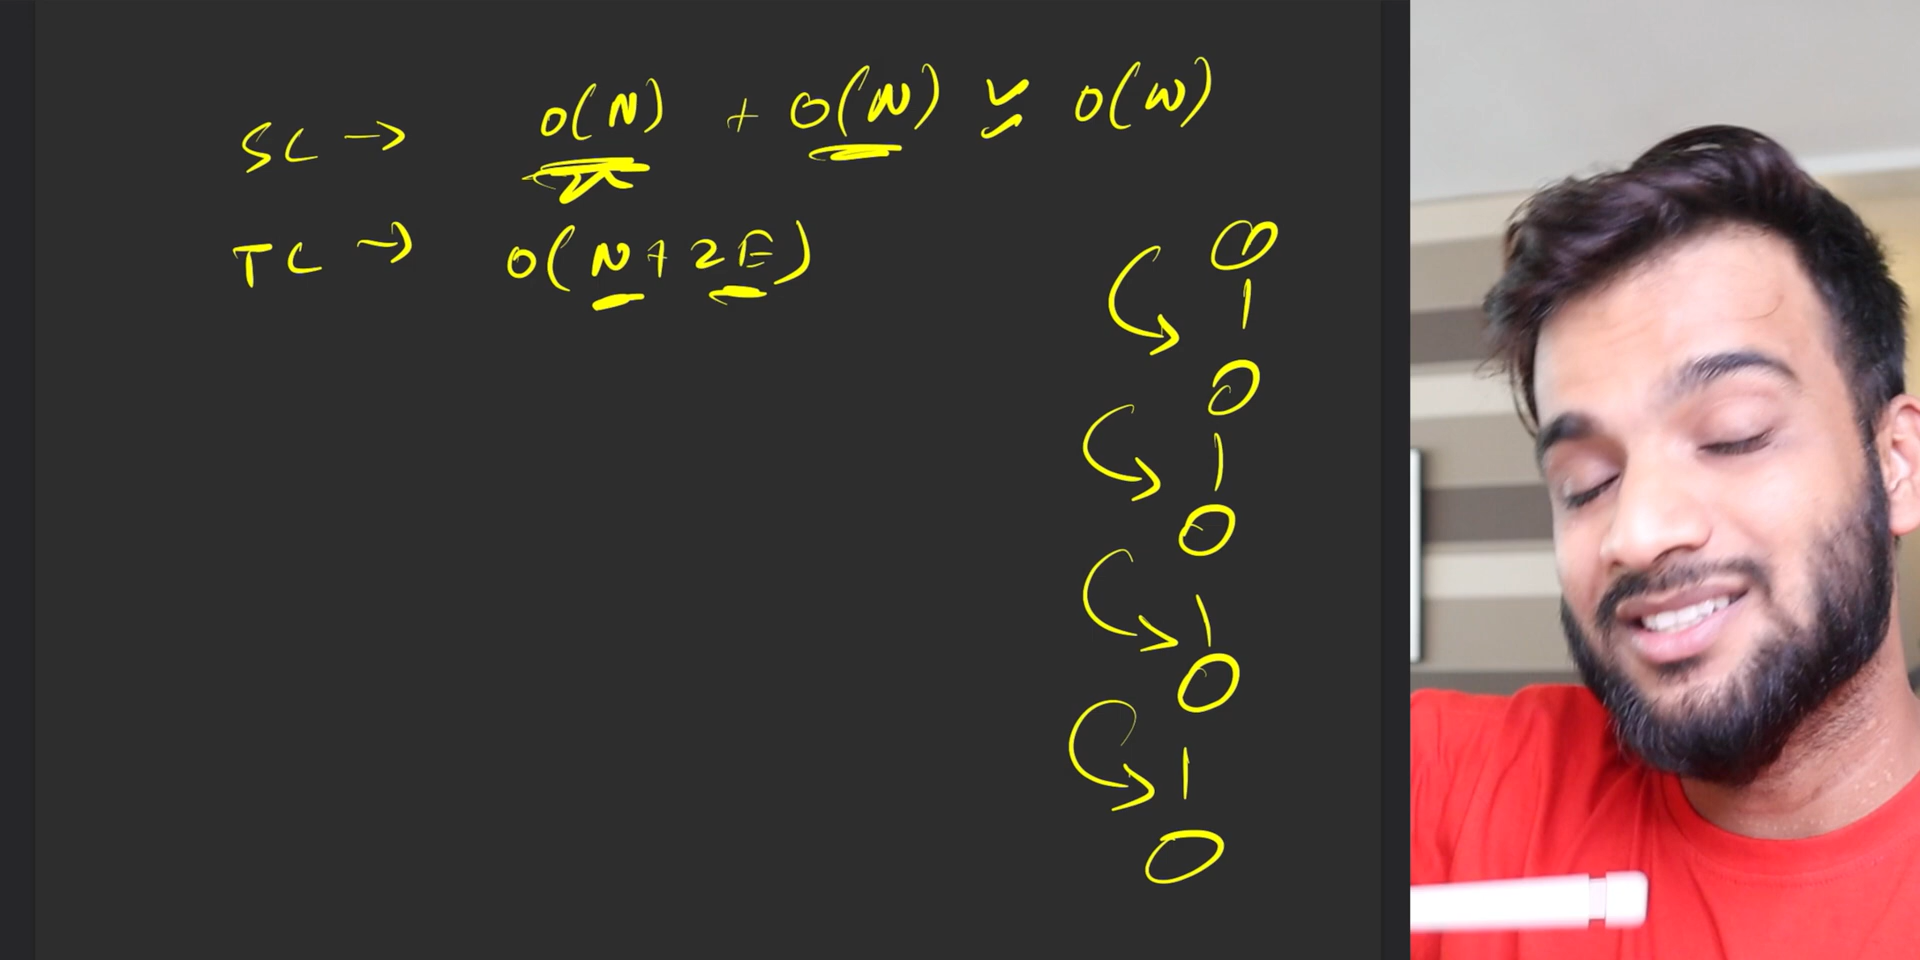 SC → O(N) + O(N) ≈ O(N)
TC → O(N + 2E)